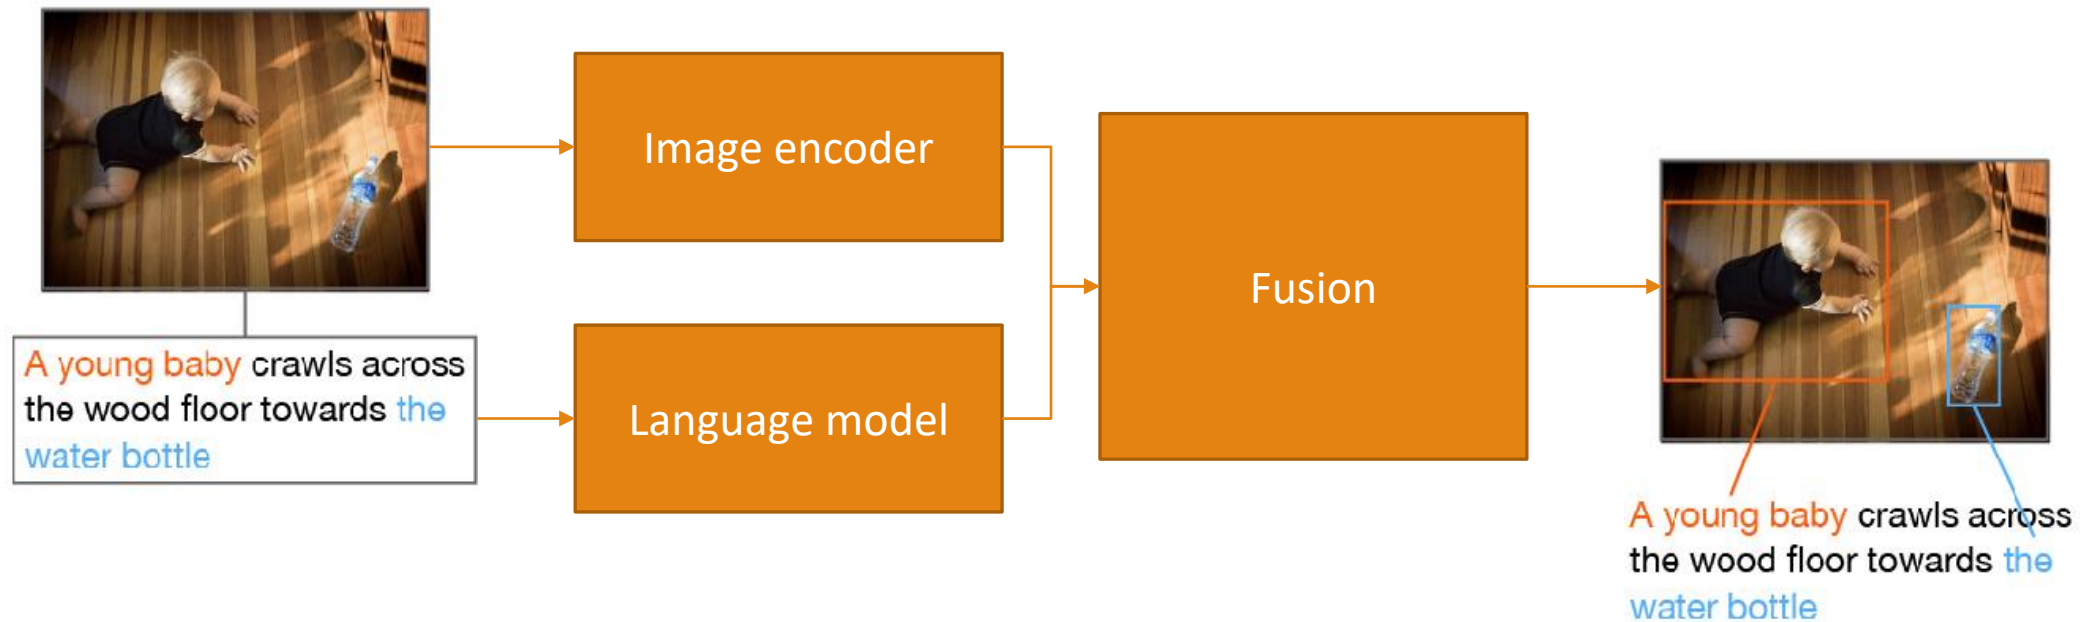 A young baby crawls across
the wood floor towards the
water bottle
Image encoder
Language model
Fusion
A young baby crawls across
the wood floor towards the
water bottle